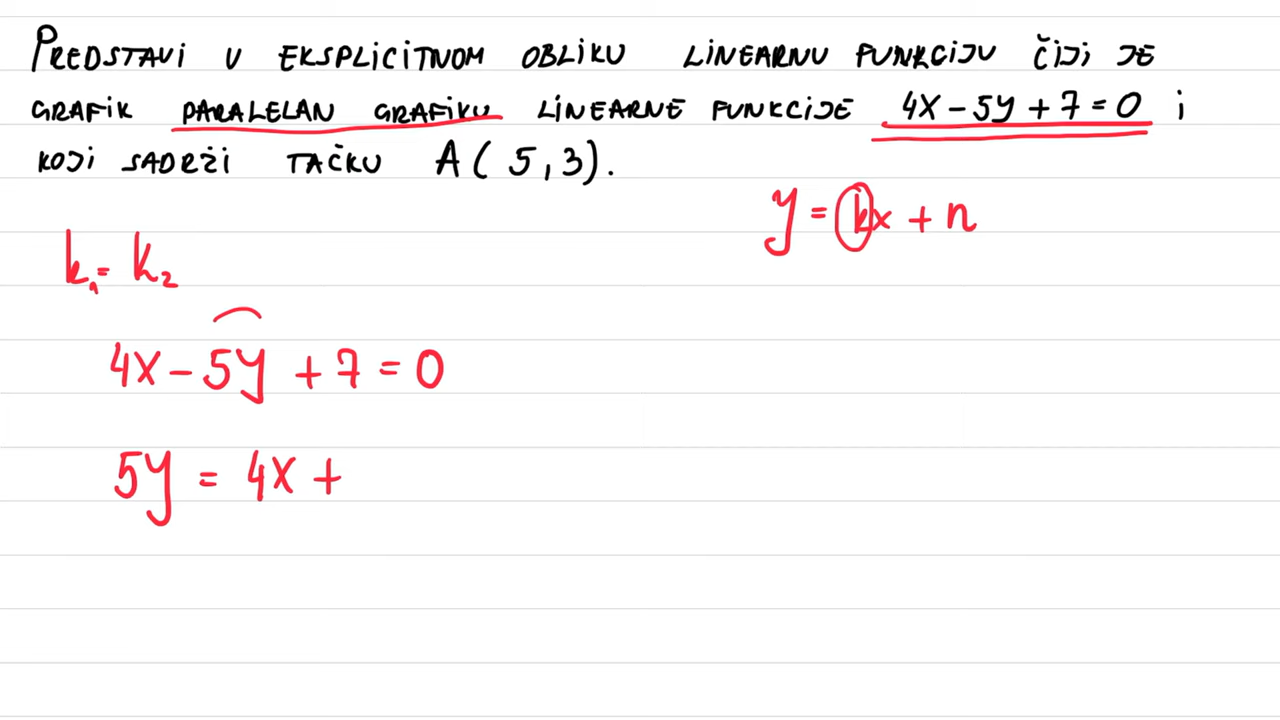 PREDSTAVI U EKSPLICITNOM OBLIKU LINEARNU FUNKCIJU ČIJI JE
GRAFIK PARALELAN GRAFIKU LINEARNE FUNKCIJE 4X - 5Y + 7 = 0 i
KOJI SADRŽI TAČKU A( 5,3).
y = kx + n
k₁ = k₂
4X - 5y + 7 = 0
5y = 4X +